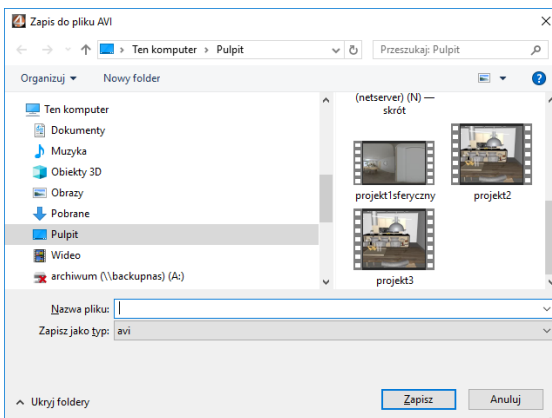 Zapis do pliku AVI
Ten komputer › Pulpit
Przeszukaj: Pulpit
Organizuj
Nowy folder
Ten komputer
Dokumenty
Muzyka
Obiekty 3D
Obrazy
Pobrane
Pulpit
Wideo
archiwum (\\backupnas) (A:)
(netserver) (N) —
skrót
projekt1sferyczny
projekt2
projekt3
Nazwa pliku:
Zapisz jako typ: avi
Ukryj foldery
Zapisz
Anuluj